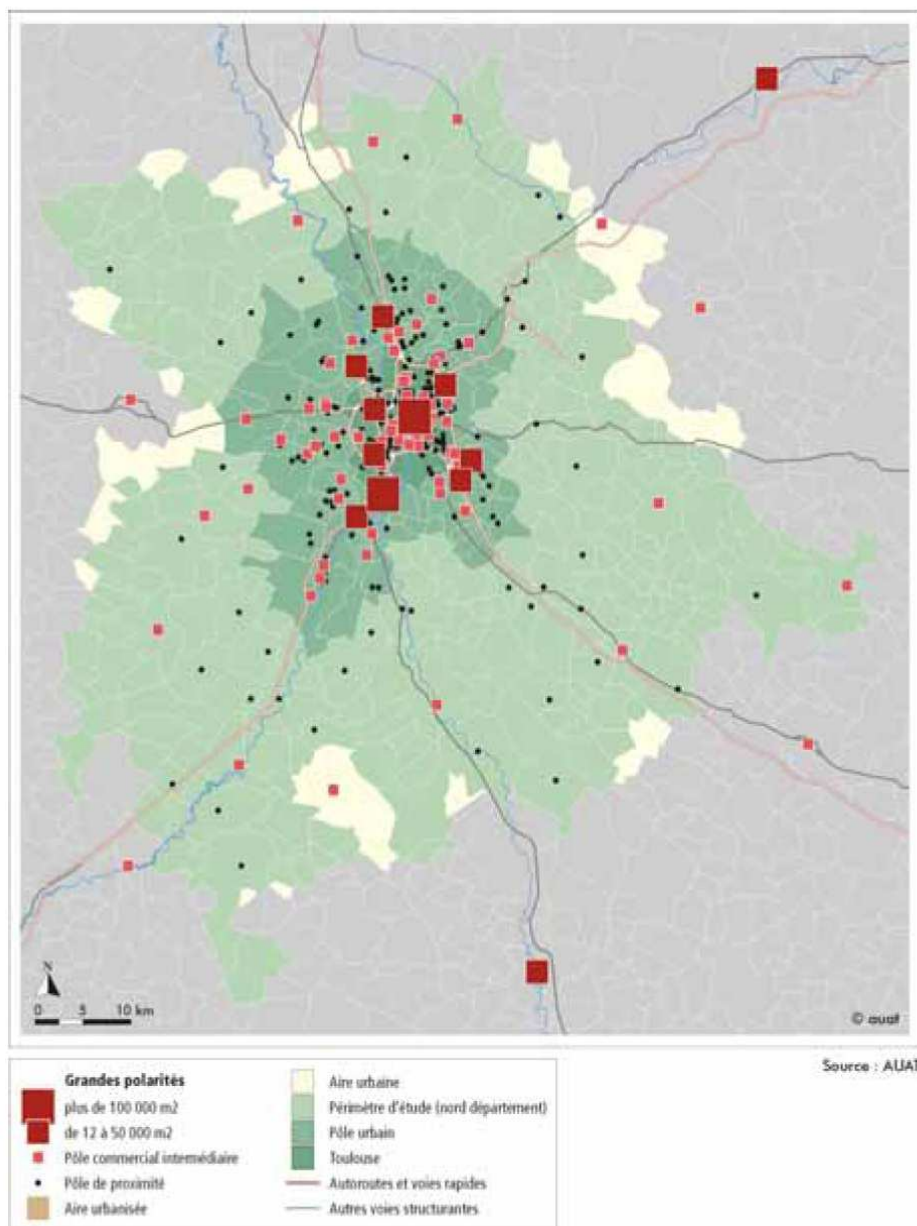 N
0 5 10 km
© auat
Source : AUAT
Grandes polarités
plus de 100 000 m2
de 12 à 50 000 m2
Pôle commercial intermédiaire
Pôle de proximité
Aire urbanisée
Aire urbaine
Périmètre d'étude (nord département)
Pôle urbain
Toulouse
Autoroutes et voies rapides
Autres voies structurantes